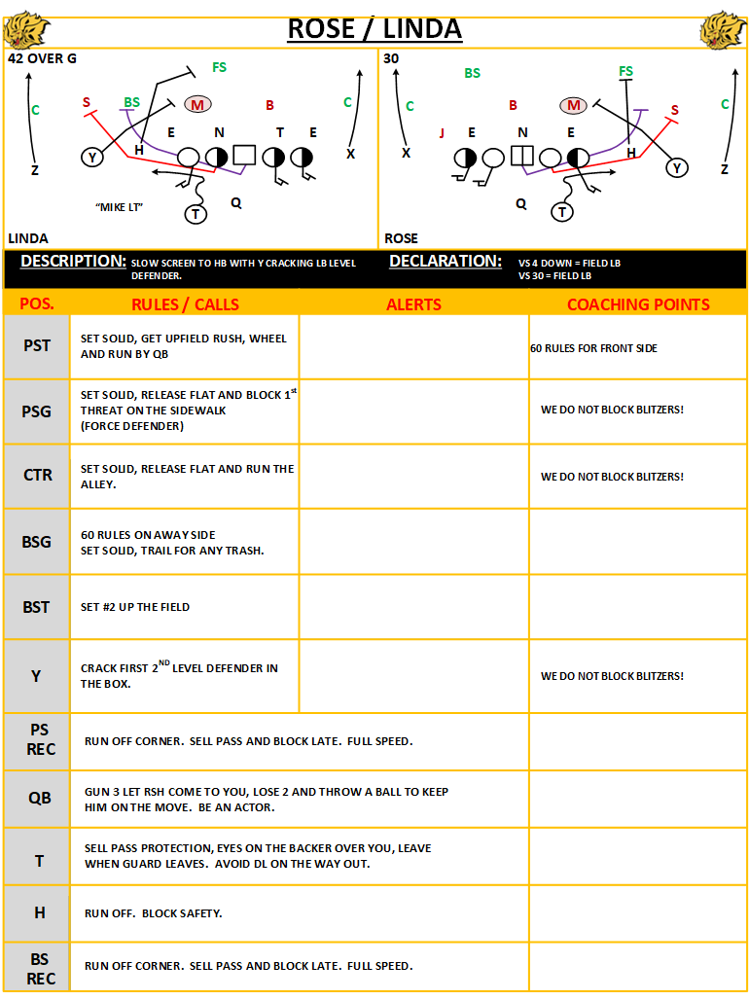 ROSE / LINDA
42 OVER G
FS
C
S
BS
M
B
C
E
N
T
E
Y
H
Z
X
"MIKE LT"
T
Q
LINDA
30
BS
FS
C
B
M
S
C
J
E
N
E
X
H
Y
Z
Q
T
ROSE
DESCRIPTION: SLOW SCREEN TO HB WITH Y CRACKING LB LEVEL
DEFENDER.
DECLARATION: VS 4 DOWN = FIELD LB
VS 30 = FIELD LB
POS. RULES / CALLS ALERTS COACHING POINTS
PST
SET SOLID, GET UPFIELD RUSH, WHEEL
AND RUN BY QB
60 RULES FOR FRONT SIDE
PSG
SET SOLID, RELEASE FLAT AND BLOCK 1st
THREAT ON THE SIDEWALK
(FORCE DEFENDER)
WE DO NOT BLOCK BLITZERS!
CTR
SET SOLID, RELEASE FLAT AND RUN THE
ALLEY.
WE DO NOT BLOCK BLITZERS!
BSG
60 RULES ON AWAY SIDE
SET SOLID, TRAIL FOR ANY TRASH.
BST
SET #2 UP THE FIELD
Y
CRACK FIRST 2ND LEVEL DEFENDER IN
THE BOX.
WE DO NOT BLOCK BLITZERS!
PS
REC
RUN OFF CORNER. SELL PASS AND BLOCK LATE. FULL SPEED.
QB
GUN 3 LET RSH COME TO YOU, LOSE 2 AND THROW A BALL TO KEEP
HIM ON THE MOVE. BE AN ACTOR.
T
SELL PASS PROTECTION, EYES ON THE BACKER OVER YOU, LEAVE
WHEN GUARD LEAVES. AVOID DL ON THE WAY OUT.
H
RUN OFF. BLOCK SAFETY.
BS
REC
RUN OFF CORNER. SELL PASS AND BLOCK LATE. FULL SPEED.